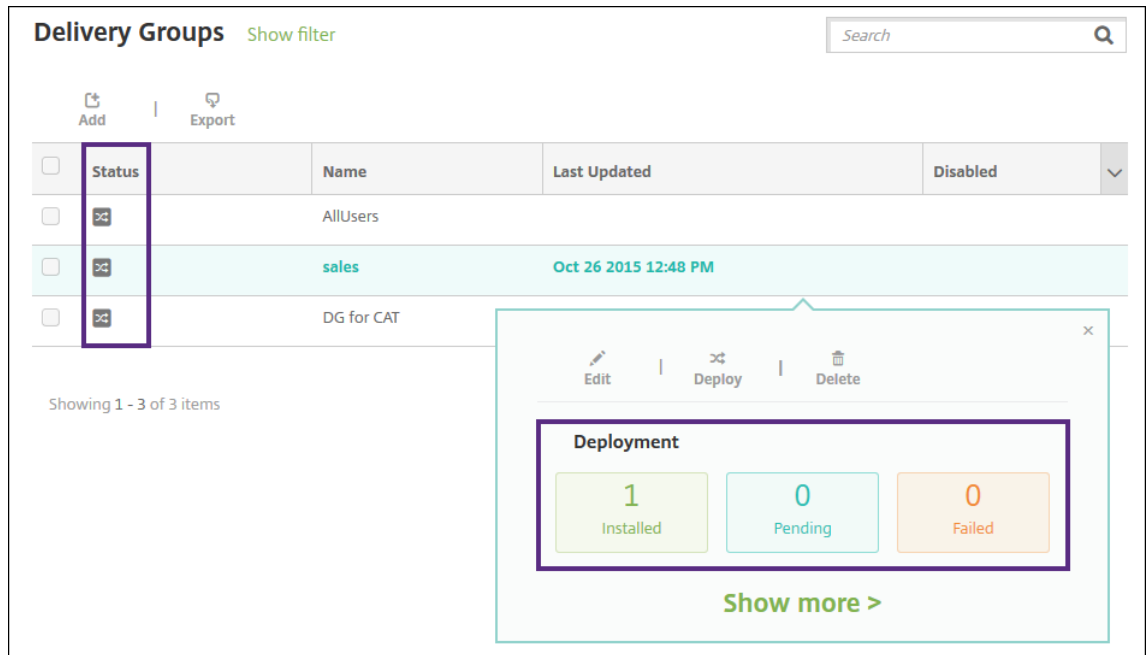 Delivery Groups Show filter Search
Add | Export
Status Name Last Updated Disabled
AllUsers
sales Oct 26 2015 12:48 PM
DG for CAT
×
Edit | Deploy | Delete
Showing 1 - 3 of 3 items
Deployment
1 0 0
Installed Pending Failed
Show more >